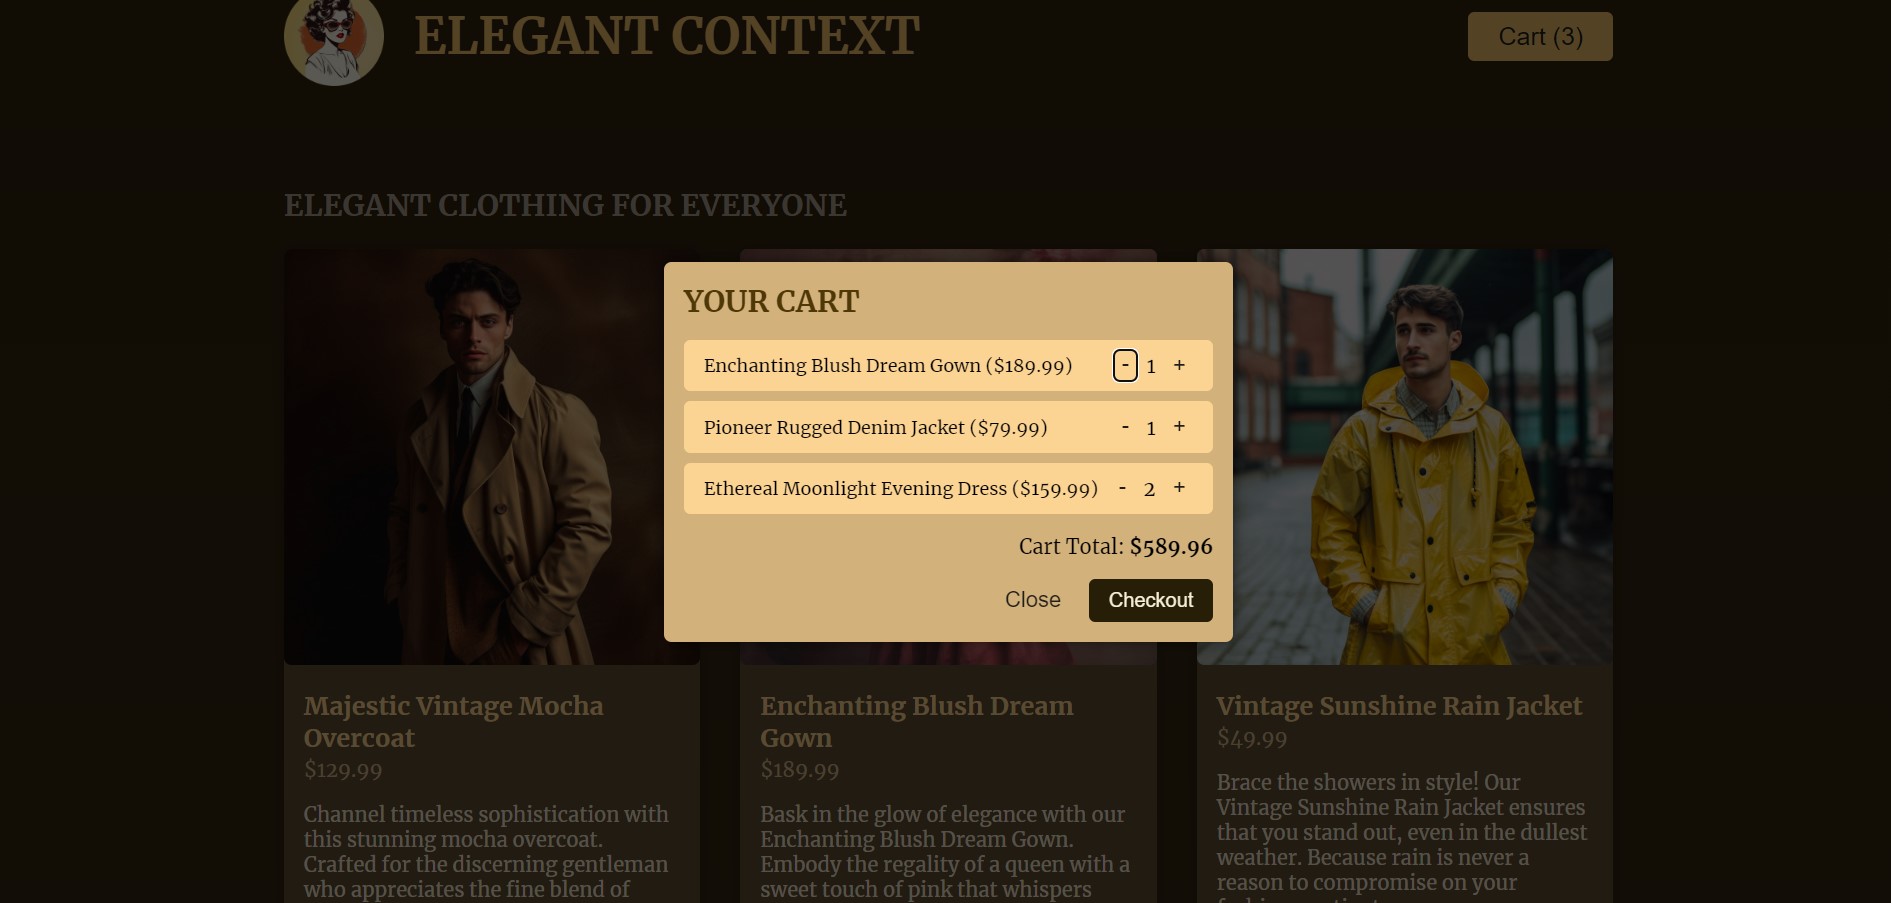 ELEGANT CONTEXT
Cart (3)
ELEGANT CLOTHING FOR EVERYONE
YOUR CART
Enchanting Blush Dream Gown ($189.99) - 1 +
Pioneer Rugged Denim Jacket ($79.99) - 1 +
Ethereal Moonlight Evening Dress ($159.99) - 2 +
Cart Total: $589.96
Close
Checkout
Majestic Vintage Mocha
Overcoat
$129.99
Channel timeless sophistication with
this stunning mocha overcoat.
Crafted for the discerning gentleman
who appreciates the fine blend of
Enchanting Blush Dream
Gown
$189.99
Bask in the glow of elegance with our
Enchanting Blush Dream Gown.
Embody the regality of a queen with a
sweet touch of pink that whispers
Vintage Sunshine Rain Jacket
$49.99
Brace the showers in style! Our
Vintage Sunshine Rain Jacket ensures
that you stand out, even in the dullest
weather. Because rain is never a
reason to compromise on your